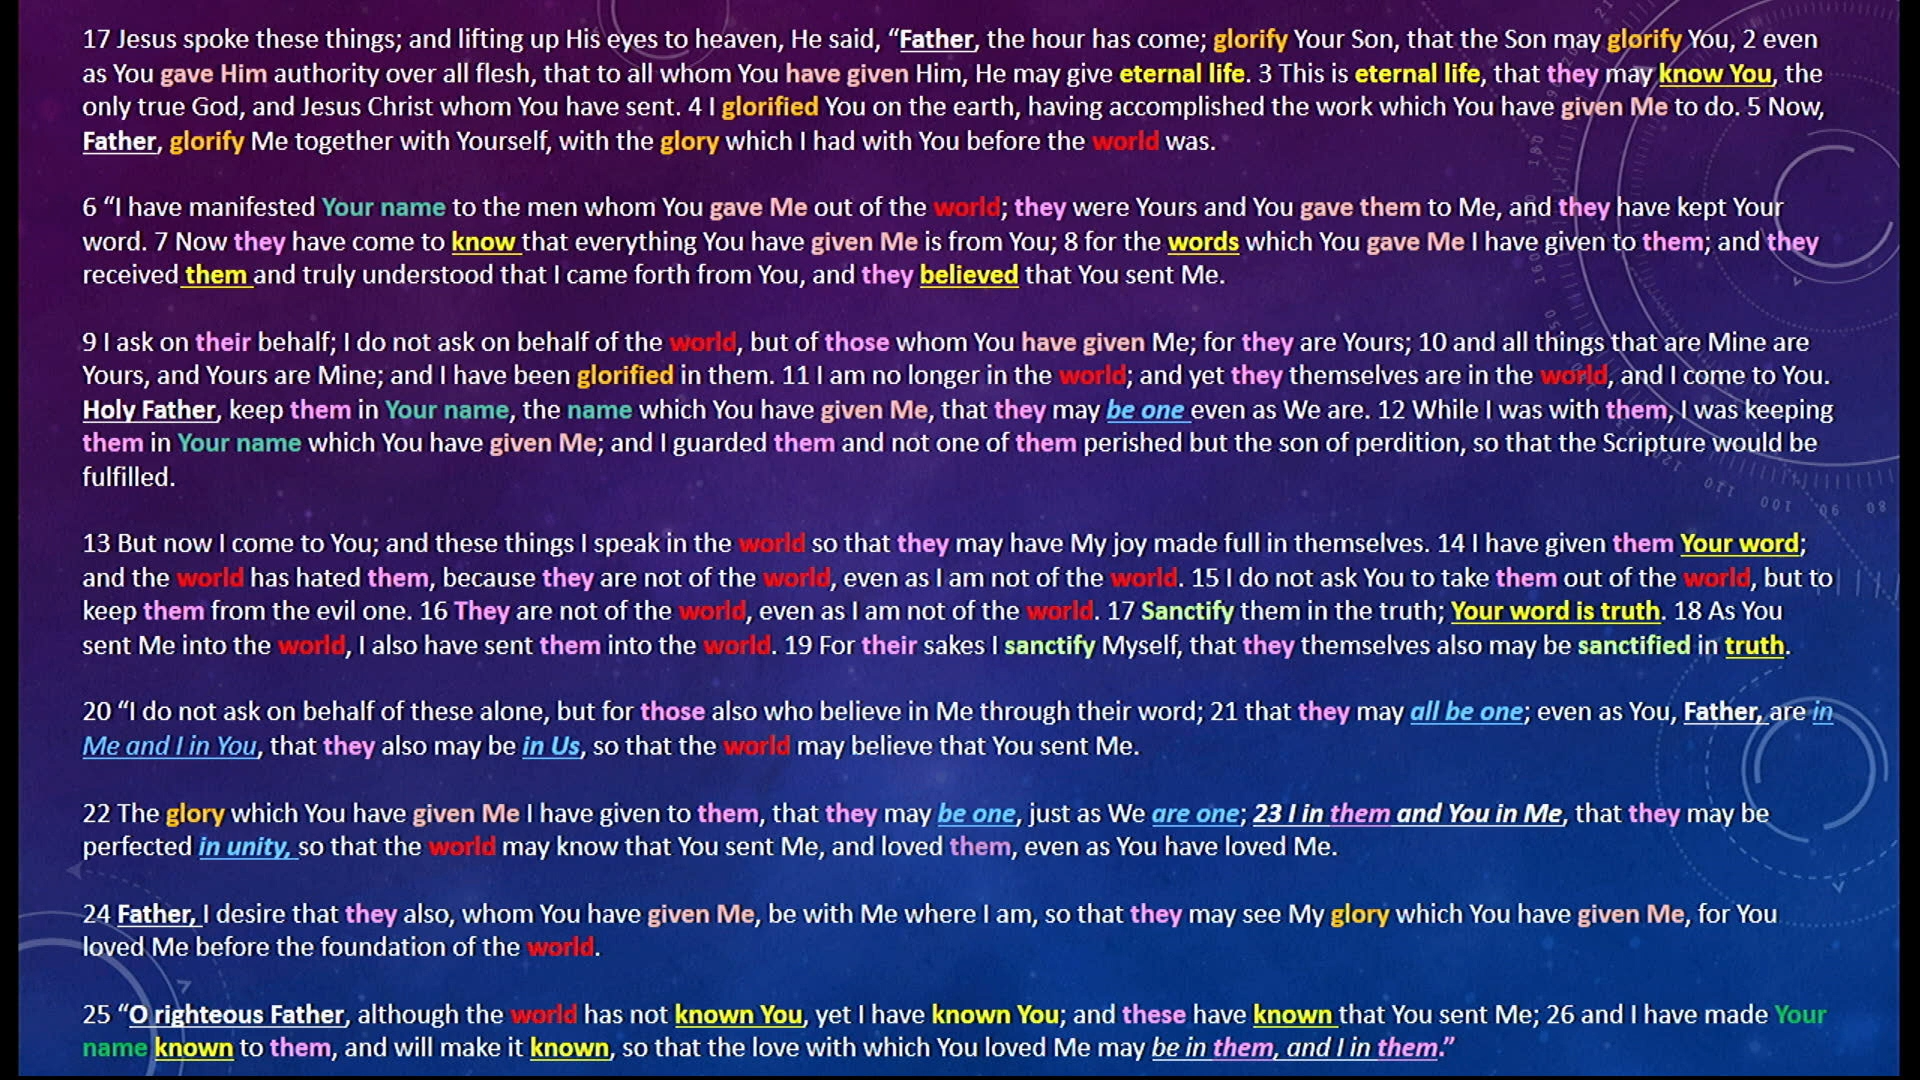 17 Jesus spoke these things; and lifting up His eyes to heaven, He said, “Father, the hour has come; glorify Your Son, that the Son may glorify You, 2 even
as You gave Him authority over all flesh, that to all whom You have given Him, He may give eternal life. 3 This is eternal life, that they may know You, the
only true God, and Jesus Christ whom You have sent. 4 I glorified You on the earth, having accomplished the work which You have given Me to do. 5 Now,
Father, glorify Me together with Yourself, with the glory which I had with You before the world was.
6 “I have manifested Your name to the men whom You gave Me out of the world; they were Yours and You gave them to Me, and they have kept Your
word. 7 Now they have come to know that everything You have given Me is from You; 8 for the words which You gave Me I have given to them; and they
received them and truly understood that I came forth from You, and they believed that You sent Me.
9 I ask on their behalf; I do not ask on behalf of the world, but of those whom You have given Me; for they are Yours; 10 and all things that are Mine are
Yours, and Yours are Mine; and I have been glorified in them. 11 I am no longer in the world; and yet they themselves are in the world, and I come to You.
Holy Father, keep them in Your name, the name which You have given Me, that they may be one even as We are. 12 While I was with them, I was keeping
them in Your name which You have given Me; and I guarded them and not one of them perished but the son of perdition, so that the Scripture would be
fulfilled.
13 But now I come to You; and these things I speak in the world so that they may have My joy made full in themselves. 14 I have given them Your word;
and the world has hated them, because they are not of the world, even as I am not of the world. 15 I do not ask You to take them out of the world, but to
keep them from the evil one. 16 They are not of the world, even as I am not of the world. 17 Sanctify them in the truth; Your word is truth. 18 As You
sent Me into the world, I also have sent them into the world. 19 For their sakes I sanctify Myself, that they themselves also may be sanctified in truth.
20 “I do not ask on behalf of these alone, but for those also who believe in Me through their word; 21 that they may all be one; even as You, Father, are in
Me and I in You, that they also may be in Us, so that the world may believe that You sent Me.
22 The glory which You have given Me I have given to them, that they may be one, just as We are one; 23 I in them and You in Me, that they may be
perfected in unity, so that the world may know that You sent Me, and loved them, even as You have loved Me.
24 Father, I desire that they also, whom You have given Me, be with Me where I am, so that they may see My glory which You have given Me, for You
loved Me before the foundation of the world.
25 “O righteous Father, although the world has not known You, yet I have known You; and these have known that You sent Me; 26 and I have made Your
name known to them, and will make it known, so that the love with which You loved Me may be in them, and I in them.”